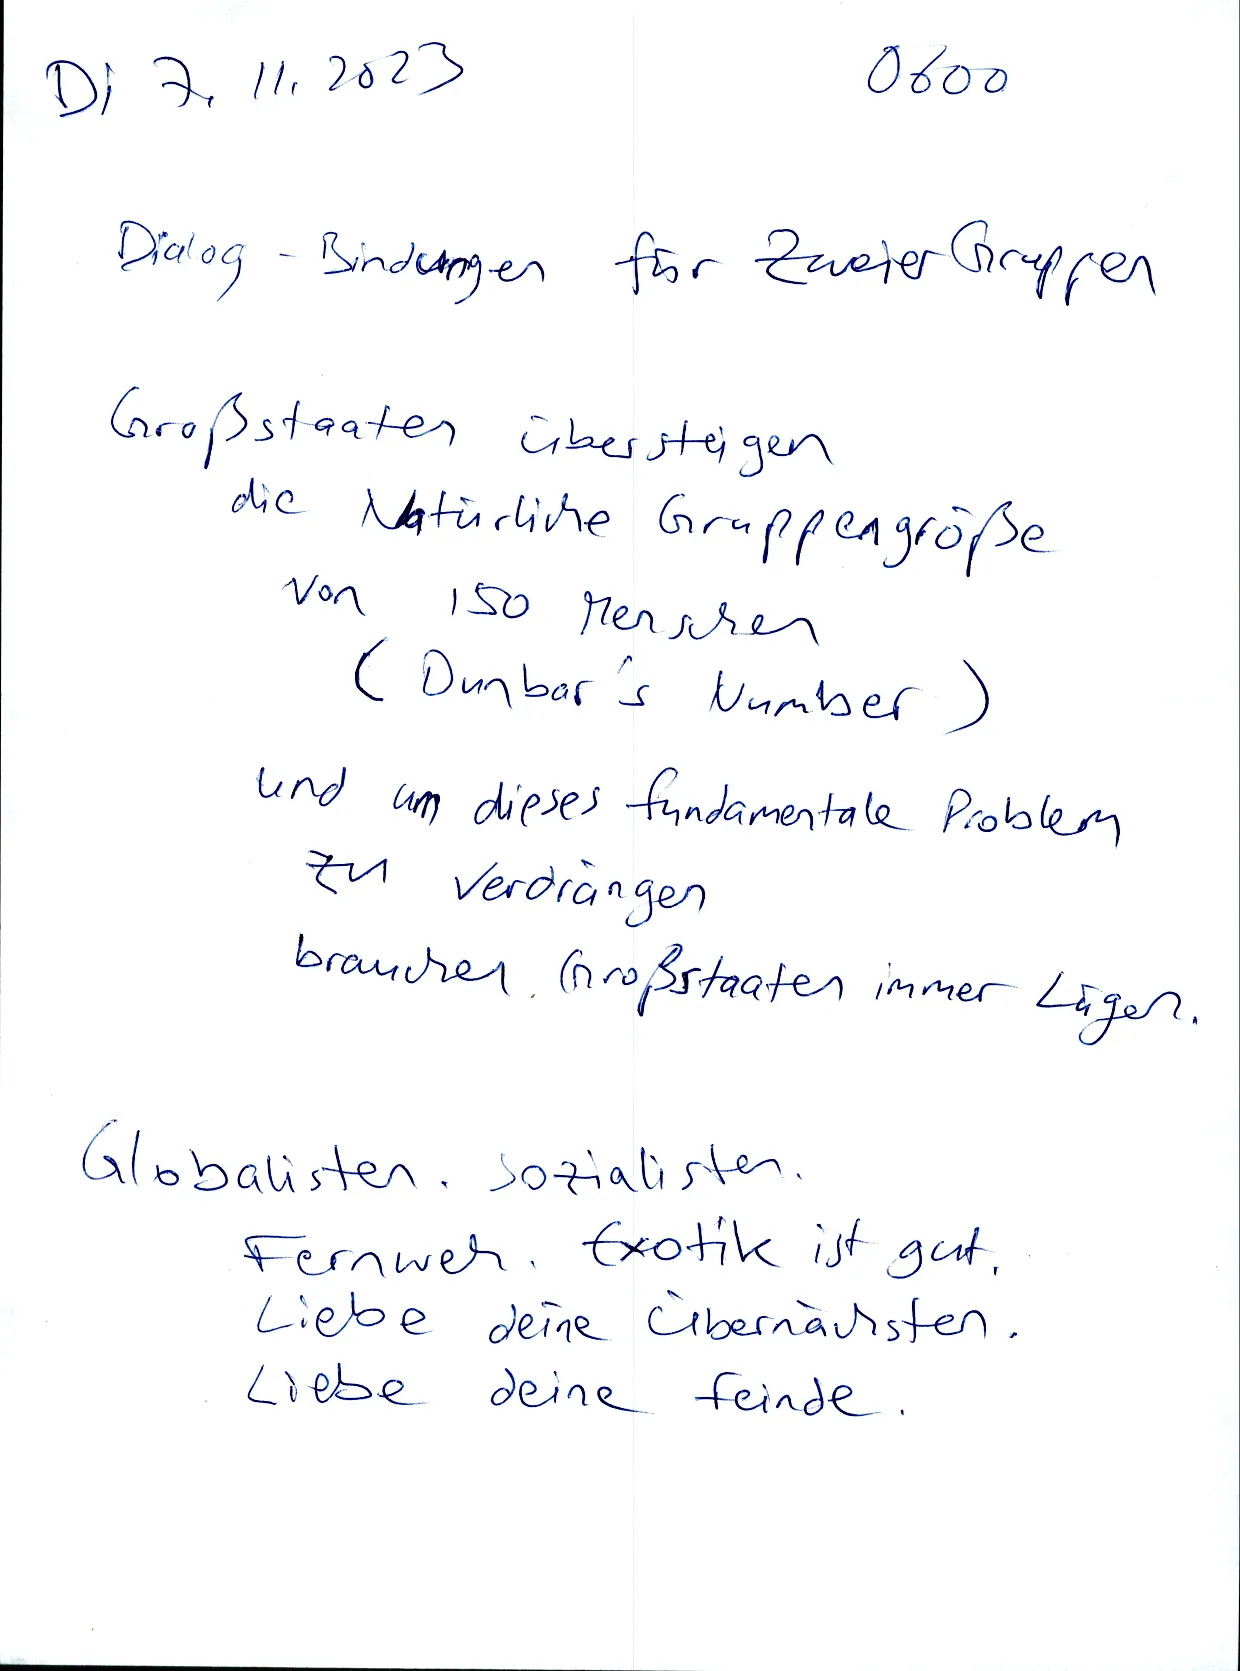 Di 7. 11. 2023 0600
Dialog - Bindungen für Zweier Gruppen
Großstaaten übersteigen
die Natürliche Gruppengröße
von 150 Menschen
(Dunbar's Number)
und um dieses fundamentale Problem
zu verdrängen
brauchen Großstaaten immer Lügen.
Globalisten. Sozialisten.
Fernweh. Exotik ist gut.
Liebe deine Übernächsten.
Liebe deine Feinde.